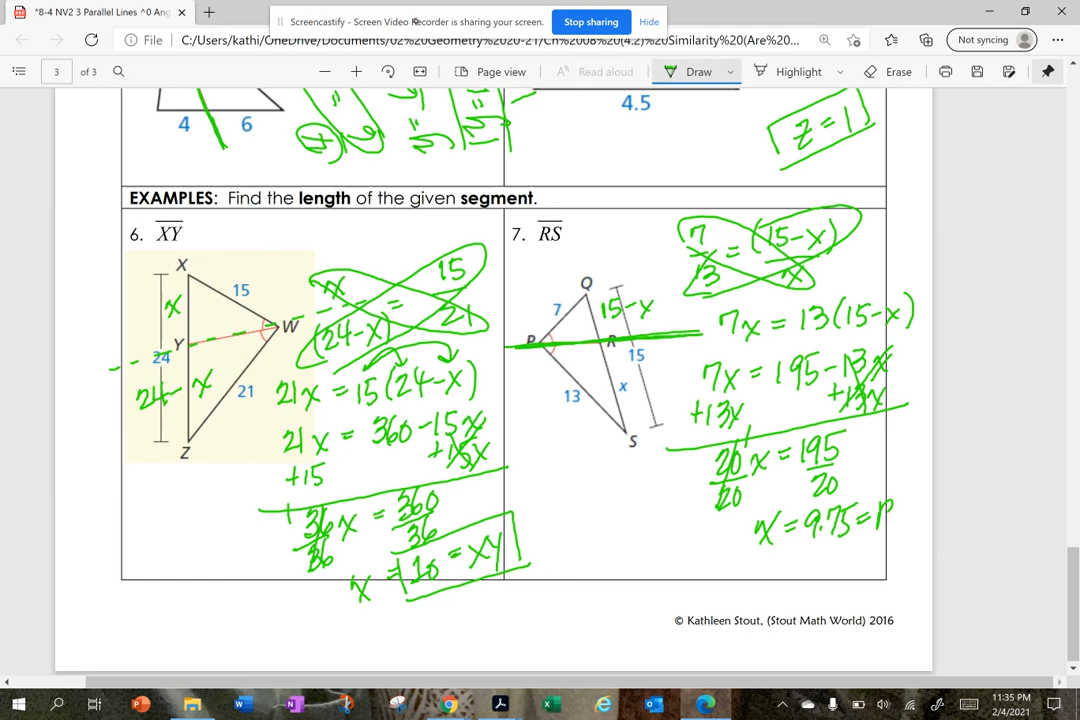 *8-4 NV2 3 Parallel Lines ^0 Ang
Screencastify - Screen Video Recorder is sharing your screen.
Stop sharing
Hide
File
C:/Users/kathi/OneDrive/Documents/02%20Geometry%2020-21/Ch%2008%20(4.2)%20Similarity%20(Are%20...
Not syncing
3
of 3
Page view
Read aloud
Draw
Highlight
Erase
4 6
4.5
z = 1
EXAMPLES: Find the length of the given segment.
6. XY
X
15
x
W
Y
24
24 - x
21
Z
x = 15
(24-x) 21
21x = 15(24-x)
21x = 360 - 15x
+15 +15x
36x = 360
36 36
x = 10 = XY
7. RS
Q
7
15-x
P
R
15
13
x
S
7 = (15-x)
13 x
7x = 13(15-x)
7x = 195 - 13x
+13x +13x
20x = 195
20 20
x = 9.75 =
© Kathleen Stout, (Stout Math World) 2016
11:35 PM
2/4/2021